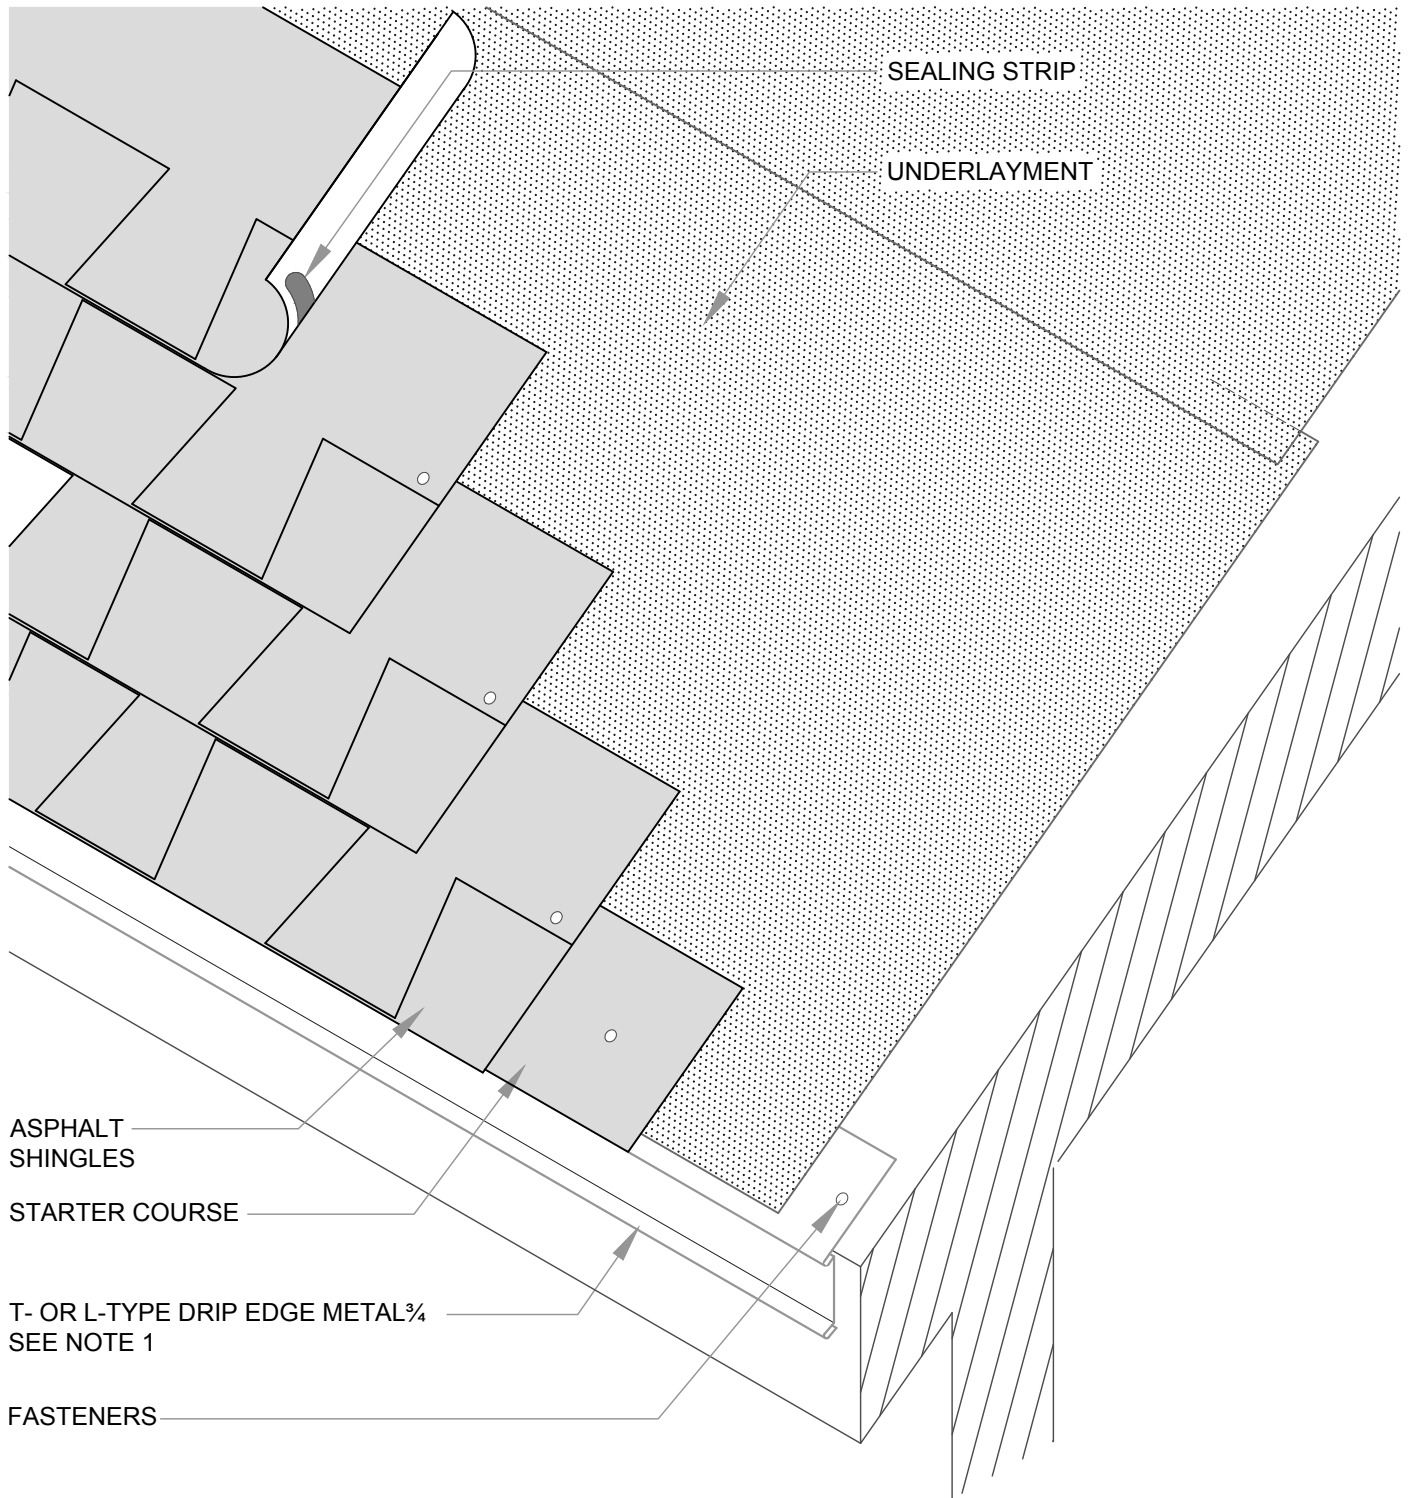 SEALING STRIP
UNDERLAYMENT
ASPHALT
SHINGLES
STARTER COURSE
T- OR L-TYPE DRIP EDGE METAL¾
SEE NOTE 1
FASTENERS